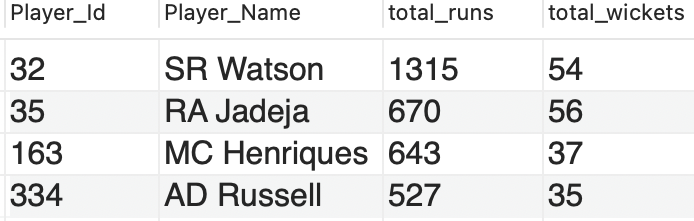 Player_Id Player_Name total_runs total_wickets
32 SR Watson 1315 54
35 RA Jadeja 670 56
163 MC Henriques 643 37
334 AD Russell 527 35